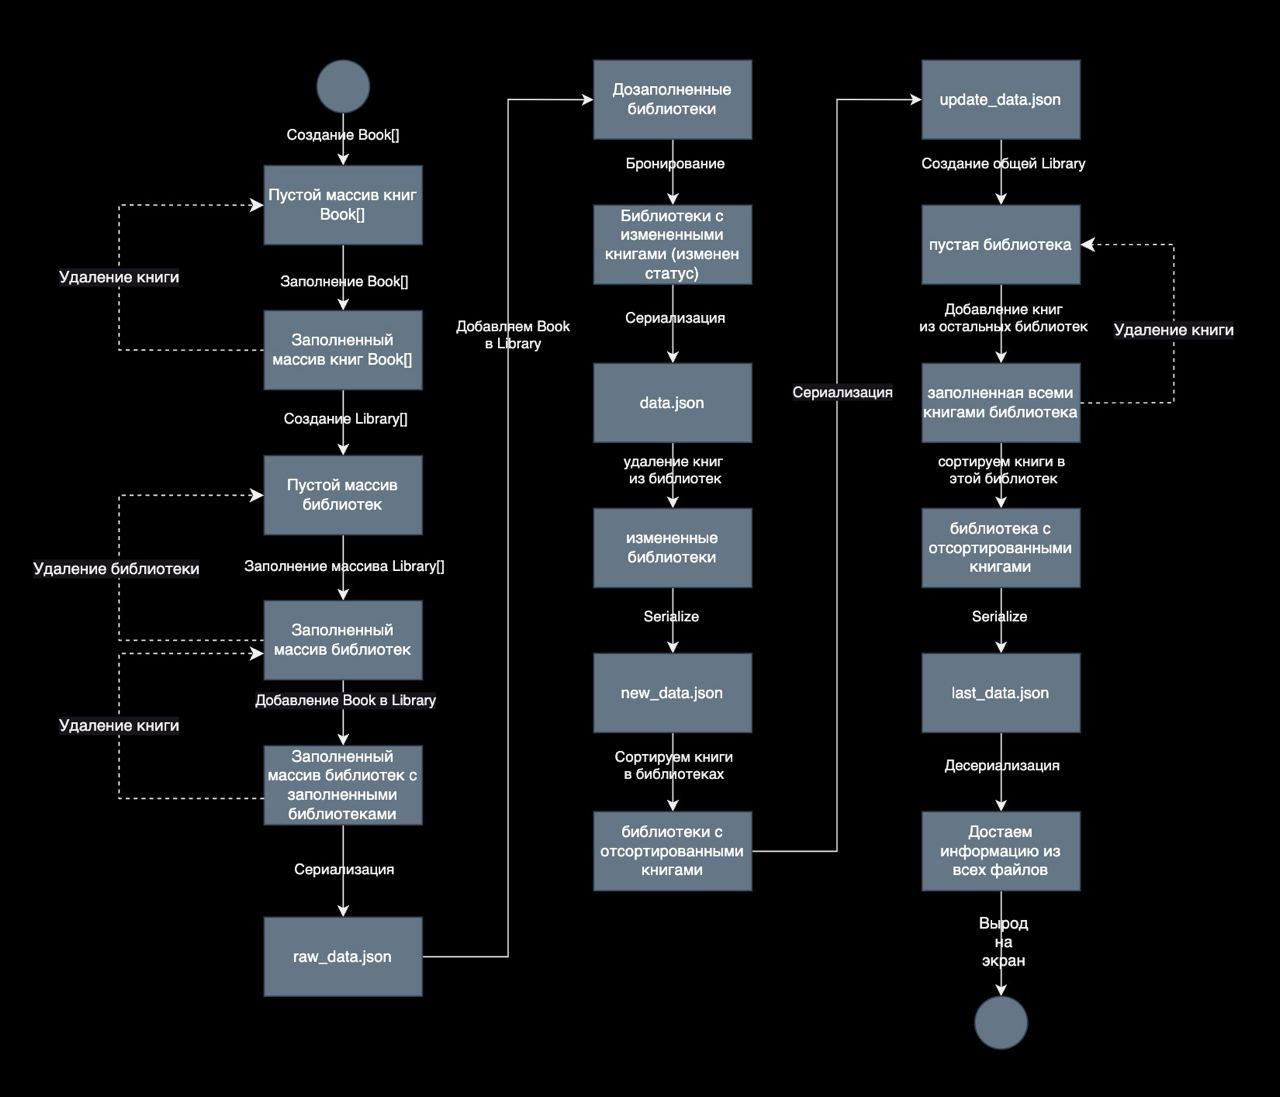 Создание Book[]
Пустой массив книг
Book[]
Удаление книги
Заполнение Book[]
Заполненный
массив книг Book[]
Создание Library[]
Пустой массив
библиотек
Удаление библиотеки
Заполнение массива Library[]
Заполненный
массив библиотек
Добавление Book в Library
Удаление книги
Заполненный
массив библиотек с
заполненными
библиотеками
Сериализация
raw_data.json
Добавляем Book
в Library
Дозаполненные
библиотеки
Бронирование
Библиотеки с
измененными
книгами (изменен
статус)
Сериализация
data.json
удаление книг
из библиотек
измененные
библиотеки
Serialize
new_data.json
Сортируем книги
в библиотеках
библиотеки с
отсортированными
книгами
Сериализация
update_data.json
Создание общей Library
пустая библиотека
Добавление книг
из остальных библиотек
Удаление книги
заполненная всеми
книгами библиотека
сортируем книги в
этой библиотек
библиотека с
отсортированными
книгами
Serialize
last_data.json
Десериализация
Достаем
информацию из
всех файлов
Вырод
на
экран